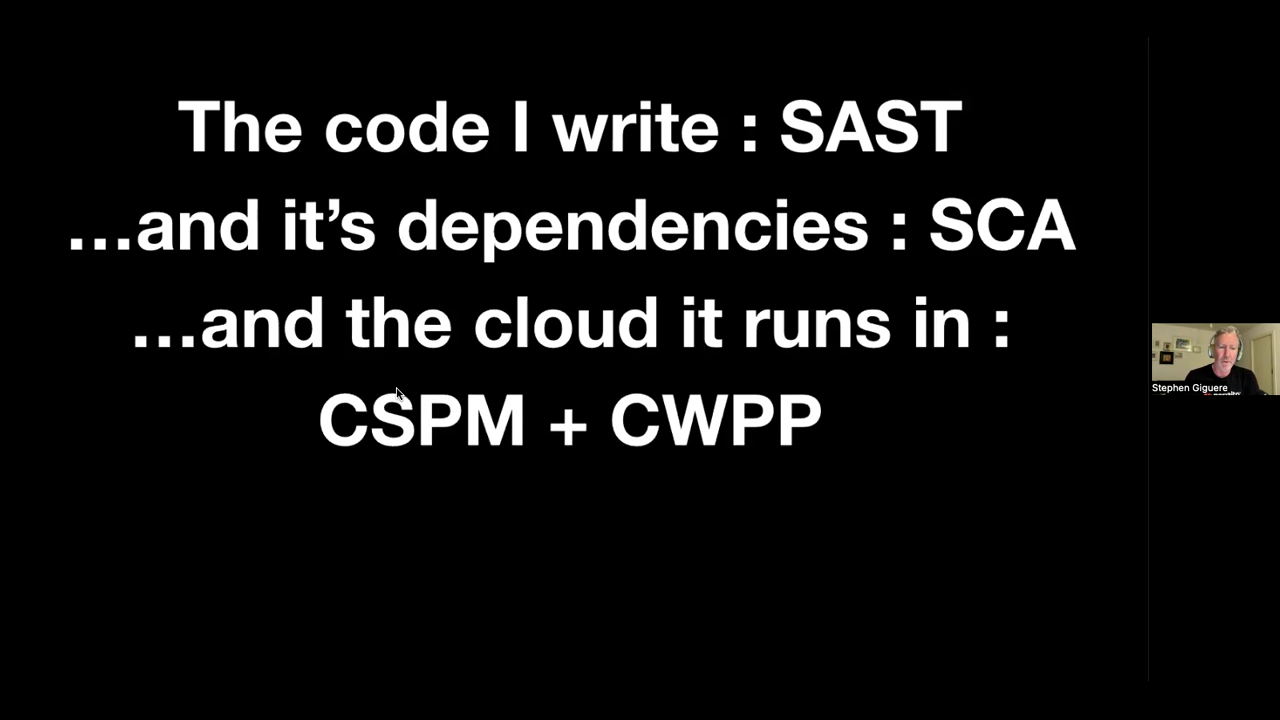 The code I write : SAST
…and it’s dependencies : SCA
…and the cloud it runs in :
CSPM + CWPP
Stephen Giguere